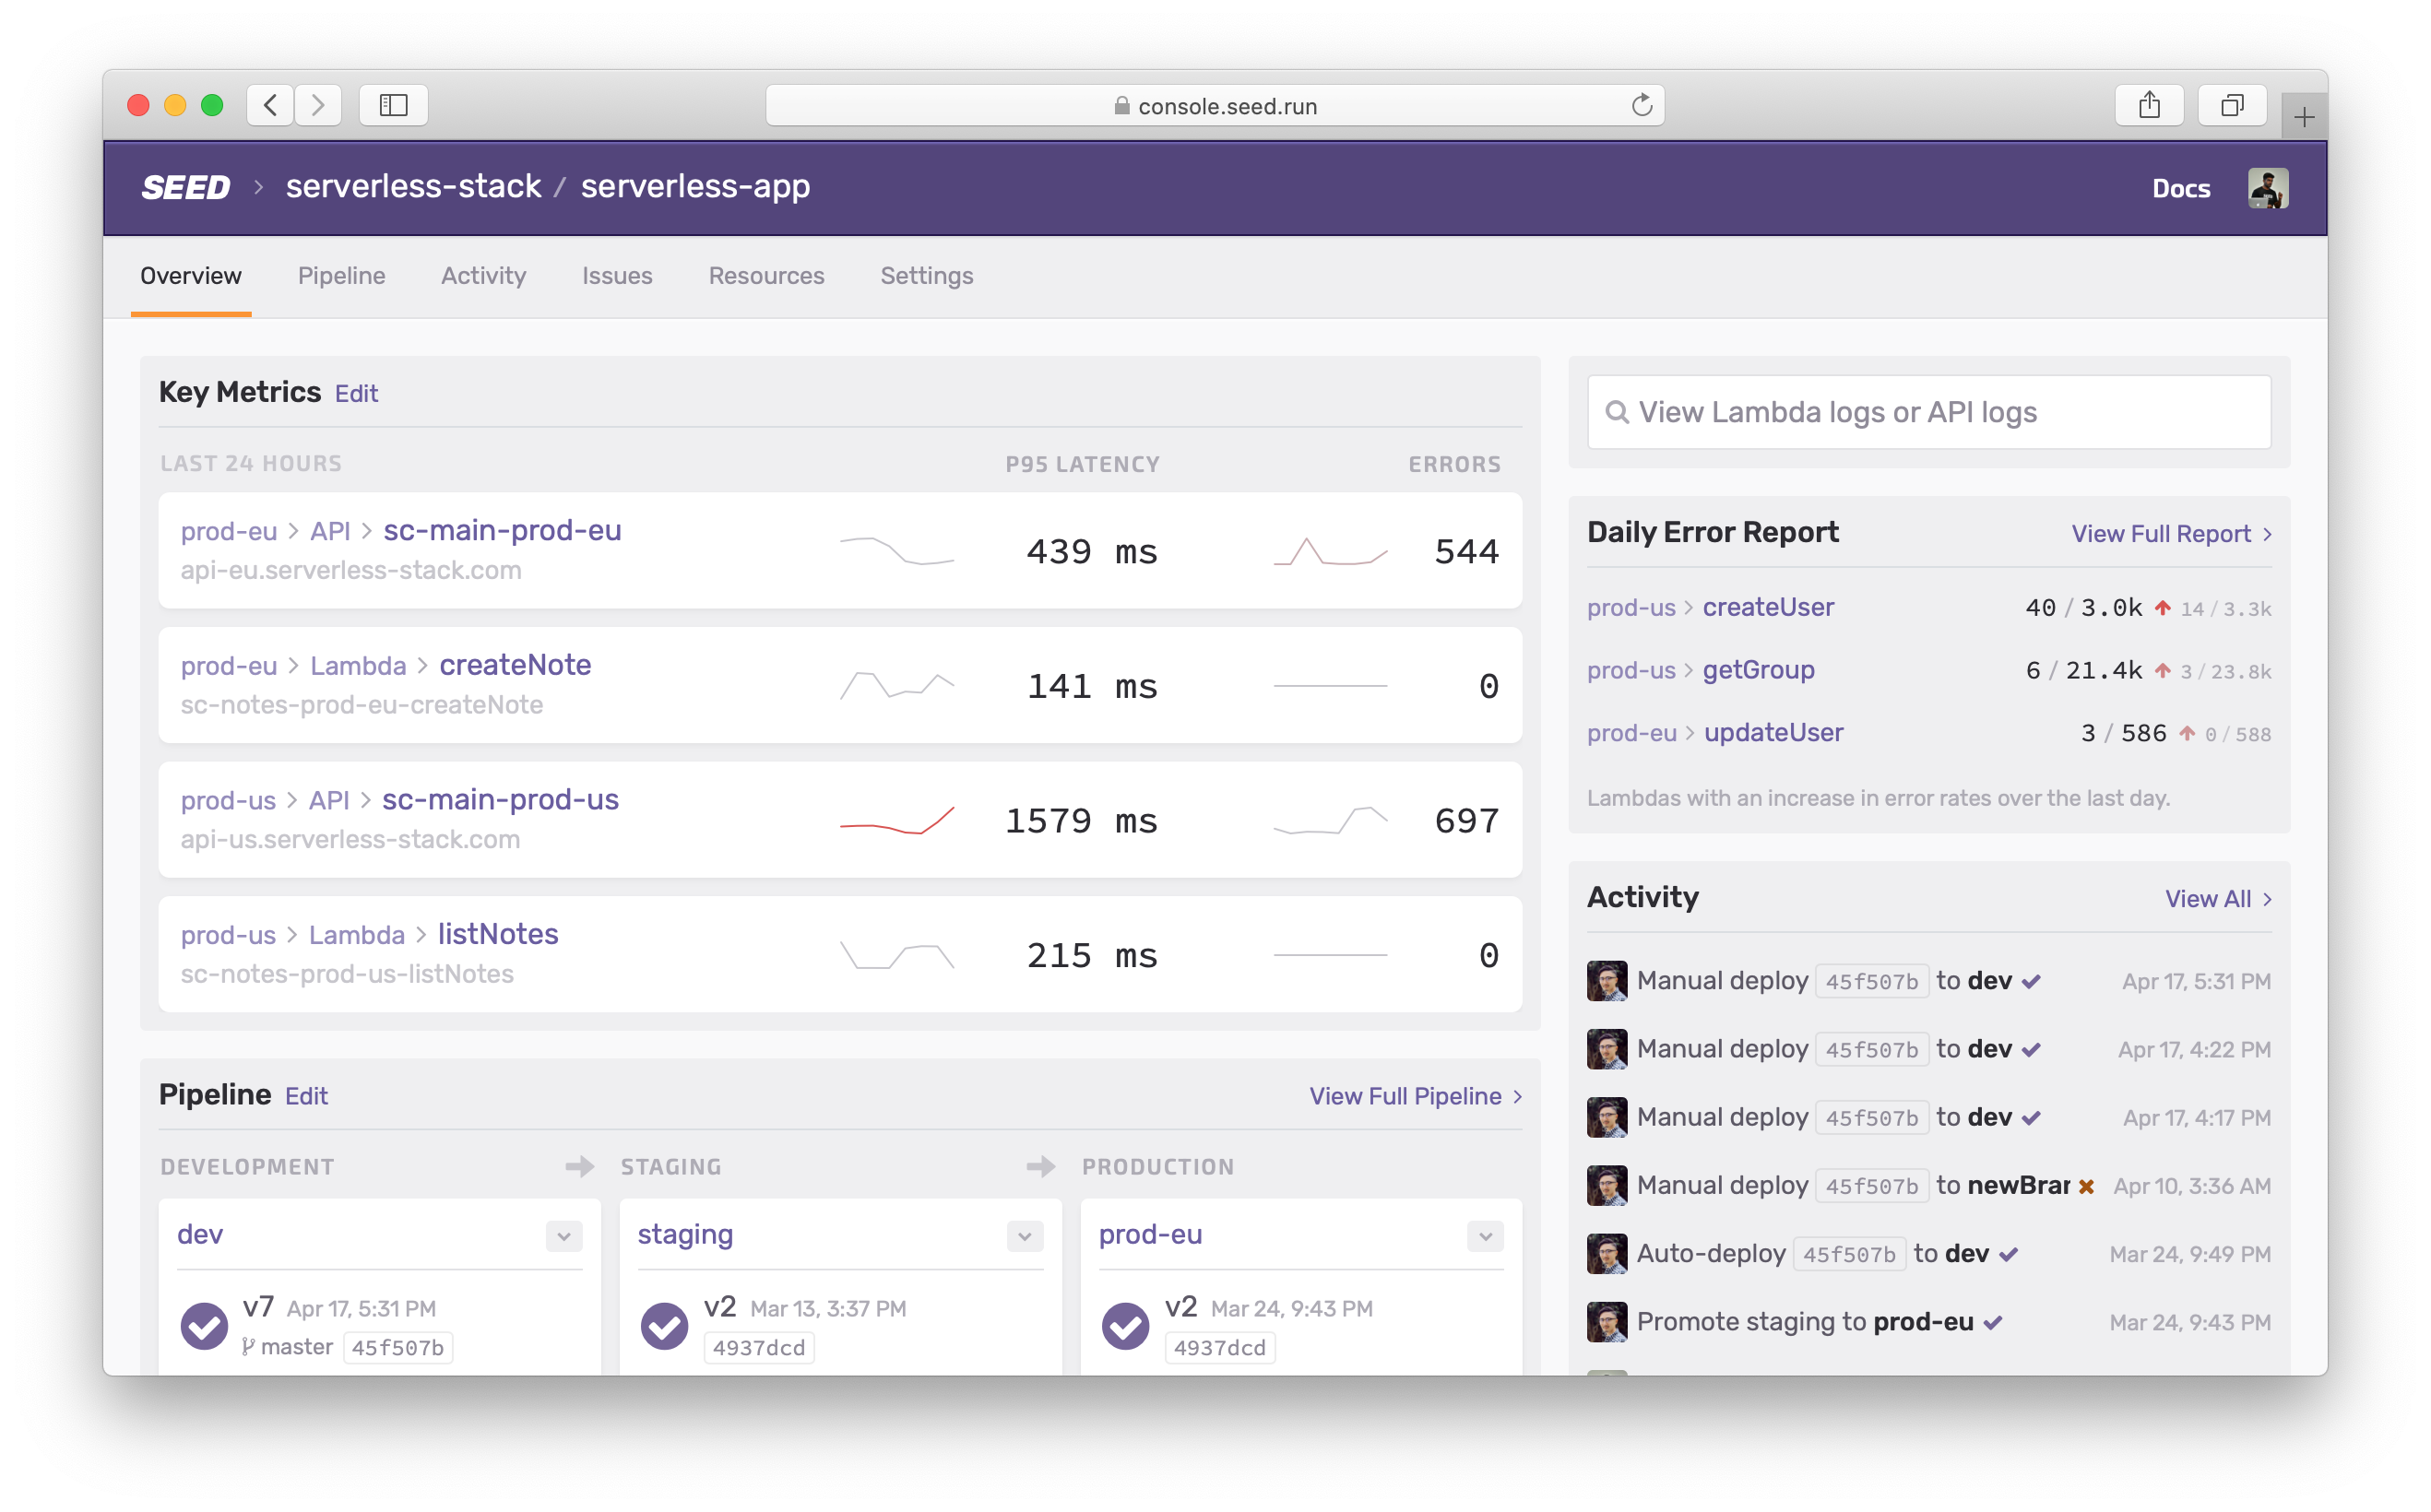 console.seed.run
SEED > serverless-stack / serverless-app
Docs
Overview Pipeline Activity Issues Resources Settings
Key Metrics Edit
LAST 24 HOURS P95 LATENCY ERRORS
prod-eu > API > sc-main-prod-eu 439 ms 544
api-eu.serverless-stack.com
prod-eu > Lambda > createNote 141 ms 0
sc-notes-prod-eu-createNote
prod-us > API > sc-main-prod-us 1579 ms 697
api-us.serverless-stack.com
prod-us > Lambda > listNotes 215 ms 0
sc-notes-prod-us-listNotes
Pipeline Edit View Full Pipeline >
DEVELOPMENT STAGING PRODUCTION
dev
v7 Apr 17, 5:31 PM
master 45f507b
staging
v2 Mar 13, 3:37 PM
4937dcd
prod-eu
v2 Mar 24, 9:43 PM
4937dcd
View Lambda logs or API logs
Daily Error Report View Full Report >
prod-us > createUser 40 / 3.0k 14 / 3.3k
prod-us > getGroup 6 / 21.4k 3 / 23.8k
prod-eu > updateUser 3 / 586 0 / 588
Lambdas with an increase in error rates over the last day.
Activity View All >
Manual deploy 45f507b to dev Apr 17, 5:31 PM
Manual deploy 45f507b to dev Apr 17, 4:22 PM
Manual deploy 45f507b to dev Apr 17, 4:17 PM
Manual deploy 45f507b to newBran Apr 10, 3:36 AM
Auto-deploy 45f507b to dev Mar 24, 9:49 PM
Promote staging to prod-eu Mar 24, 9:43 PM